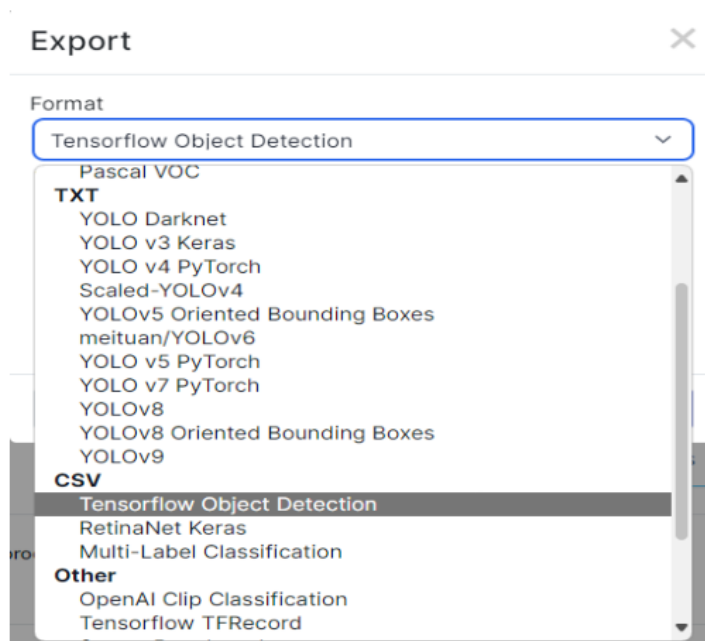 Export
Format
Tensorflow Object Detection
Pascal VOC
TXT
YOLO Darknet
YOLO v3 Keras
YOLO v4 PyTorch
Scaled-YOLOv4
YOLOv5 Oriented Bounding Boxes
meituan/YOLOv6
YOLO v5 PyTorch
YOLO v7 PyTorch
YOLOv8
YOLOv8 Oriented Bounding Boxes
YOLOv9
CSV
Tensorflow Object Detection
RetinaNet Keras
Multi-Label Classification
Other
OpenAI Clip Classification
Tensorflow TFRecord